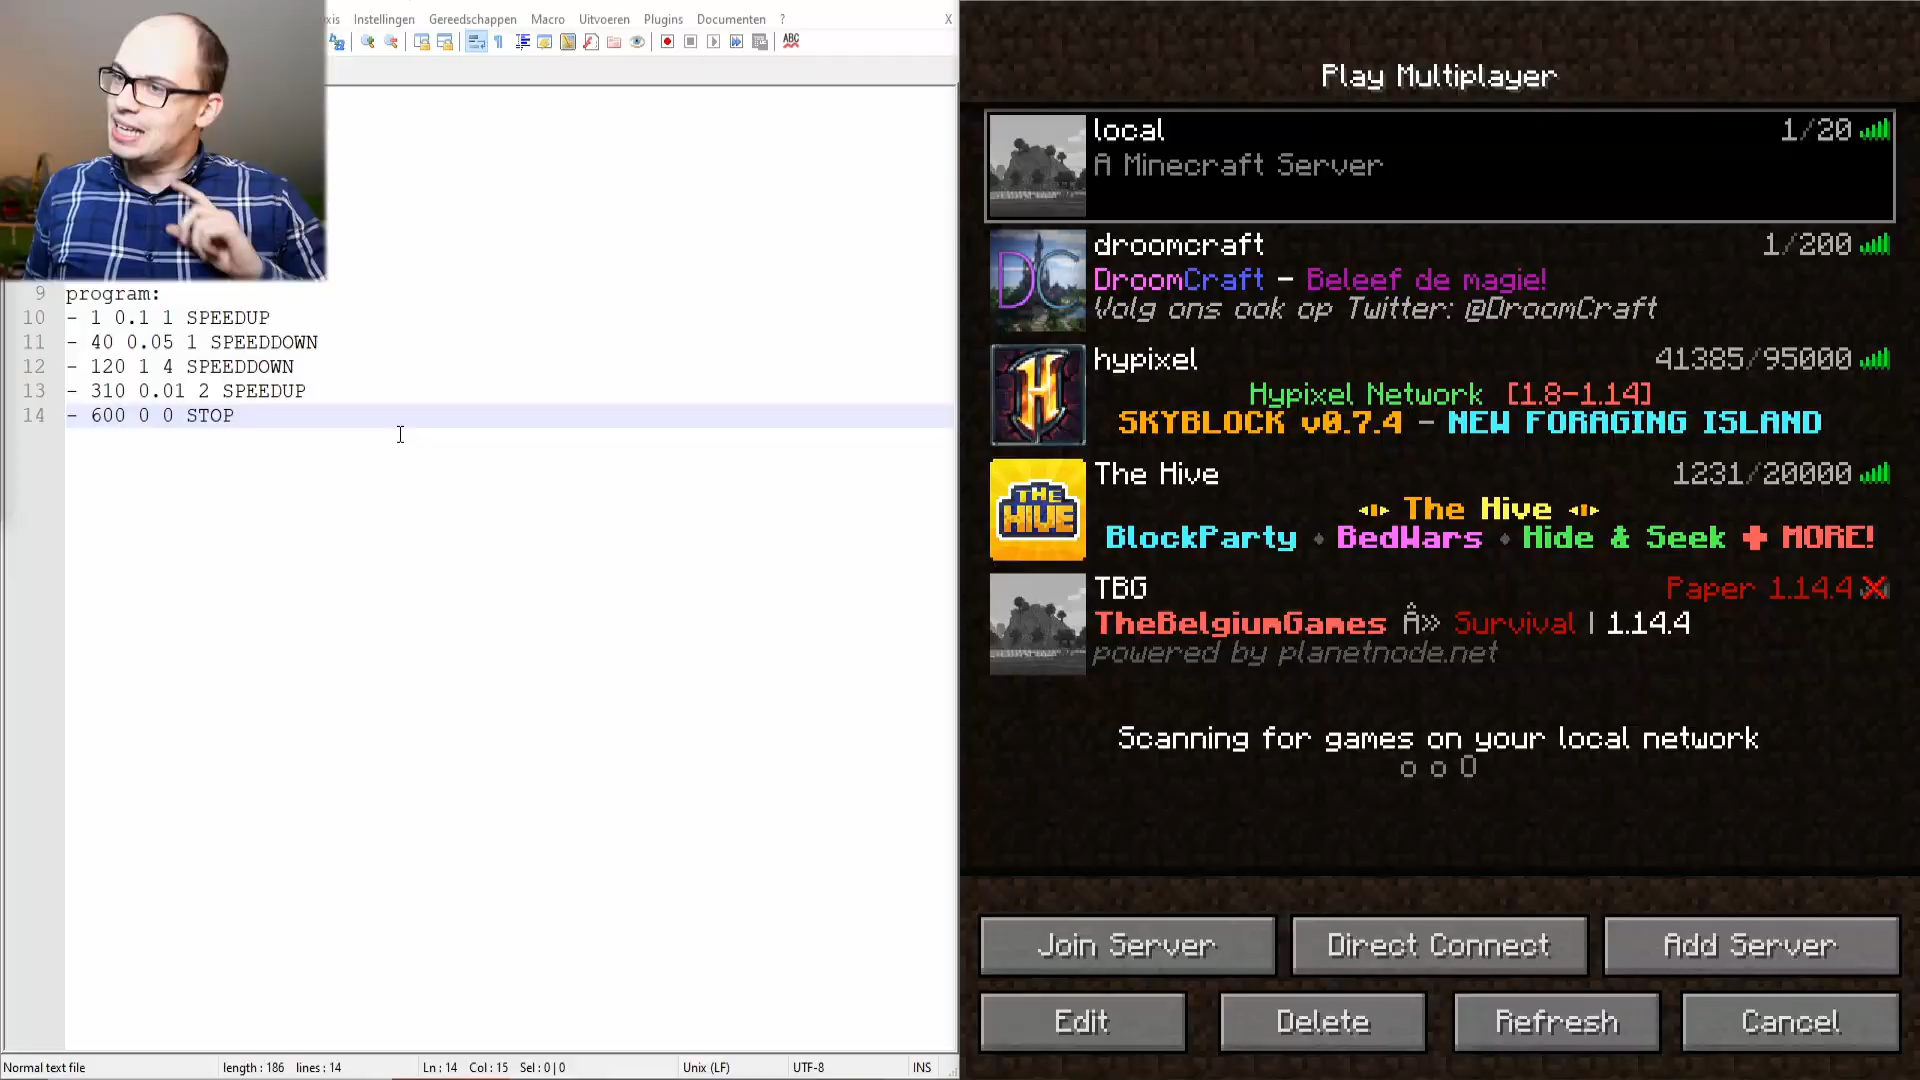 Instellingen Gereedschappen Macro Uitvoeren Plugins Documenten ? X
ABC
9 program:
10 - 1 0.1 1 SPEEDUP
11 - 40 0.05 1 SPEEDDOWN
12 - 120 1 4 SPEEDDOWN
13 - 310 0.01 2 SPEEDUP
14 - 600 0 0 STOP
Normal text file length : 186 lines : 14 Ln : 14 Col : 15 Sel : 0 | 0 Unix (LF) UTF-8 INS
Play Multiplayer
local 1/20
A Minecraft Server
DC
droomcraft 1/200
DroomCraft - Beleef de magie!
Volg ons ook op Twitter: @DroomCraft
H
hypixel 41385/95000
Hypixel Network [1.8-1.14]
SKYBLOCK v0.7.4 - NEW FORAGING ISLAND
THE
HIVE
The Hive 1231/20000
The Hive
BlockParty ♦ BedWars ♦ Hide & Seek + MORE!
TBG Paper 1.14.4
TheBelgiumGames Â» Survival | 1.14.4
powered by planetnode.net
Scanning for games on your local network
o o O
Join Server Direct Connect Add Server
Edit Delete Refresh Cancel